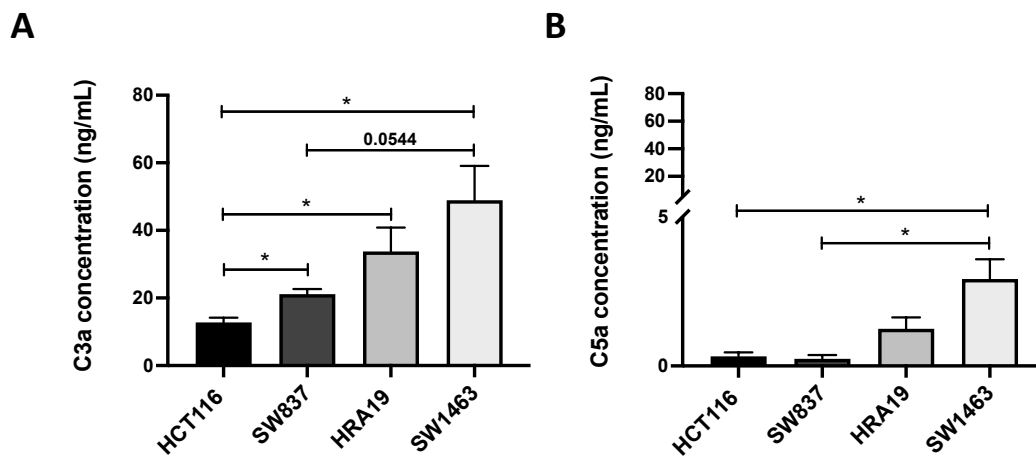 A
C3a concentration (ng/mL)
80
60
40
20
0
*
0.0544
*
*
HCT116
SW837
HRA19
SW1463
B
C5a concentration (ng/mL)
80
60
40
20
5
0
*
*
HCT116
SW837
HRA19
SW1463